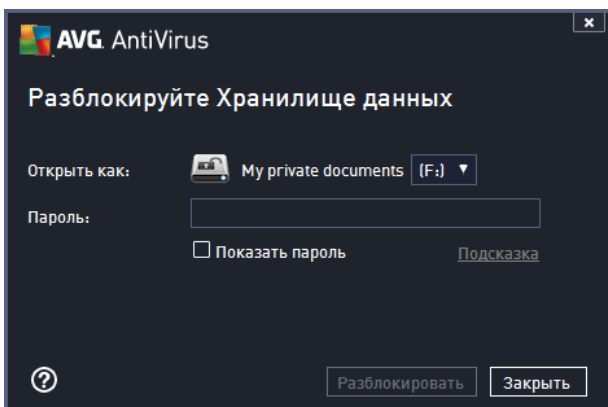 AVG. AntiVirus
Разблокируйте Хранилище данных
Открыть как: My private documents (F:)
Пароль:
Показать пароль Подсказка
Разблокировать Закрыть